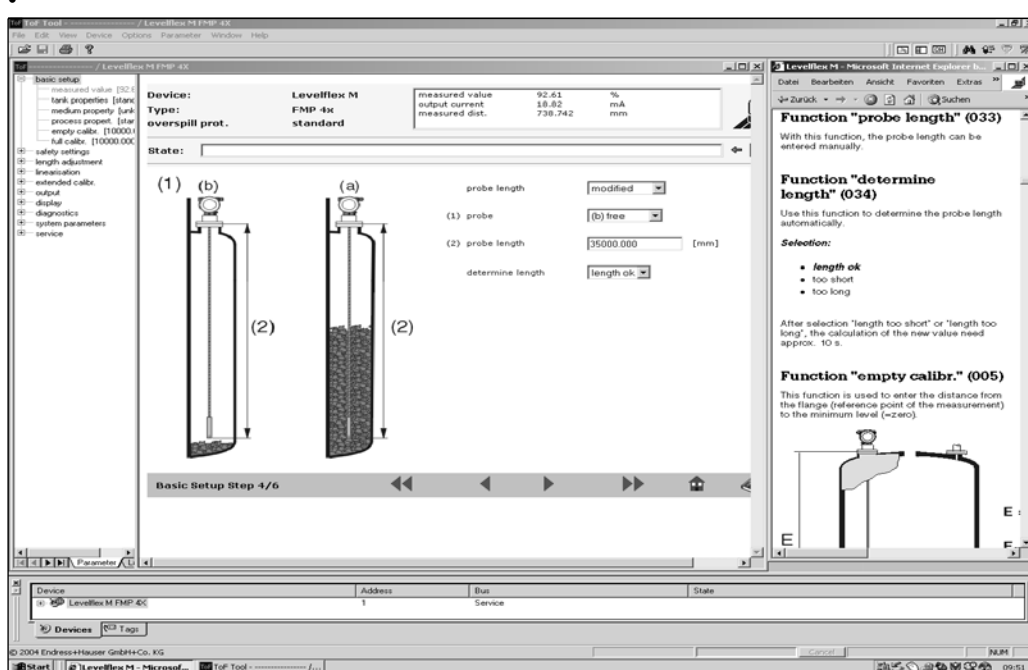 ToF Tool - ---------------- / Levelflex M FMP 4X
File Edit View Device Options Parameter Window Help
---------------- / Levelflex M FMP 4X
basic setup
measured value [92.6
tank properties [stanc
medium property [unk
process propert. [star
empty calibr. [10000.0
full calibr. [10000.000
safety settings
length adjustment
linearisation
extended calibr.
output
display
diagnostics
system parameters
service
Parameter
Device: Levelflex M
Type: FMP 4x
overspill prot. standard
measured value 92.61 %
output current 18.82 mA
measured dist. 738.742 mm
State:
(1) (b) (a)
(2) (2)
probe length modified
(1) probe (b) free
(2) probe length 35000.000 [mm]
determine length length ok
Basic Setup Step 4/6
Levelflex M - Microsoft Internet Explorer b...
Datei Bearbeiten Ansicht Favoriten Extras »
Zurück Suchen
Function "probe length" (033)
With this function, the probe length can be
entered manually.
Function "determine
length" (034)
Use this function to determine the probe length
automatically.
Selection:
• length ok
• too short
• too long
After selection "length too short" or "length too
long", the calculation of the new value need
approx. 10 s.
Function "empty calibr." (005)
This function is used to enter the distance from
the flange (reference point of the measurement)
to the minimum level (=zero).
E
E
Device Address Bus State
Levelflex M FMP 4X 1 Service
Devices Tags
© 2004 Endress+Hauser GmbH+Co. KG
Cancel NUM
Start Levelflex M - Microsof... ToF Tool - ---------------- /... 09:51